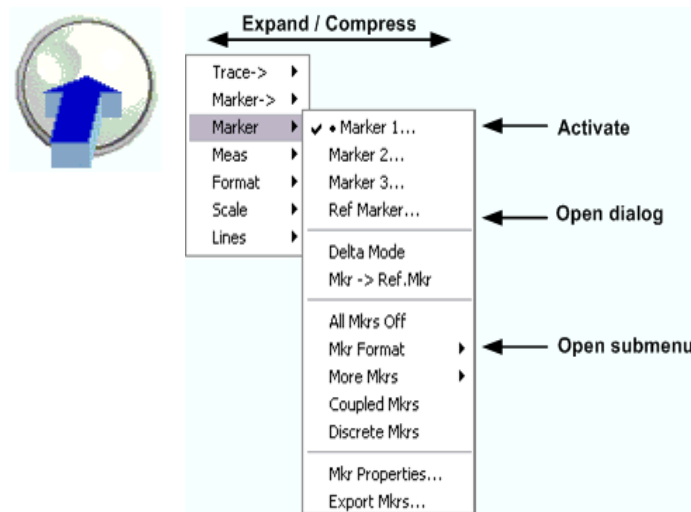 Expand / Compress
Trace->
Marker->
Marker
Meas
Format
Scale
Lines
• Marker 1...
Marker 2...
Marker 3...
Ref Marker...
Delta Mode
Mkr -> Ref.Mkr
All Mkrs Off
Mkr Format
More Mkrs
Coupled Mkrs
Discrete Mkrs
Mkr Properties...
Export Mkrs...
Activate
Open dialog
Open submenu